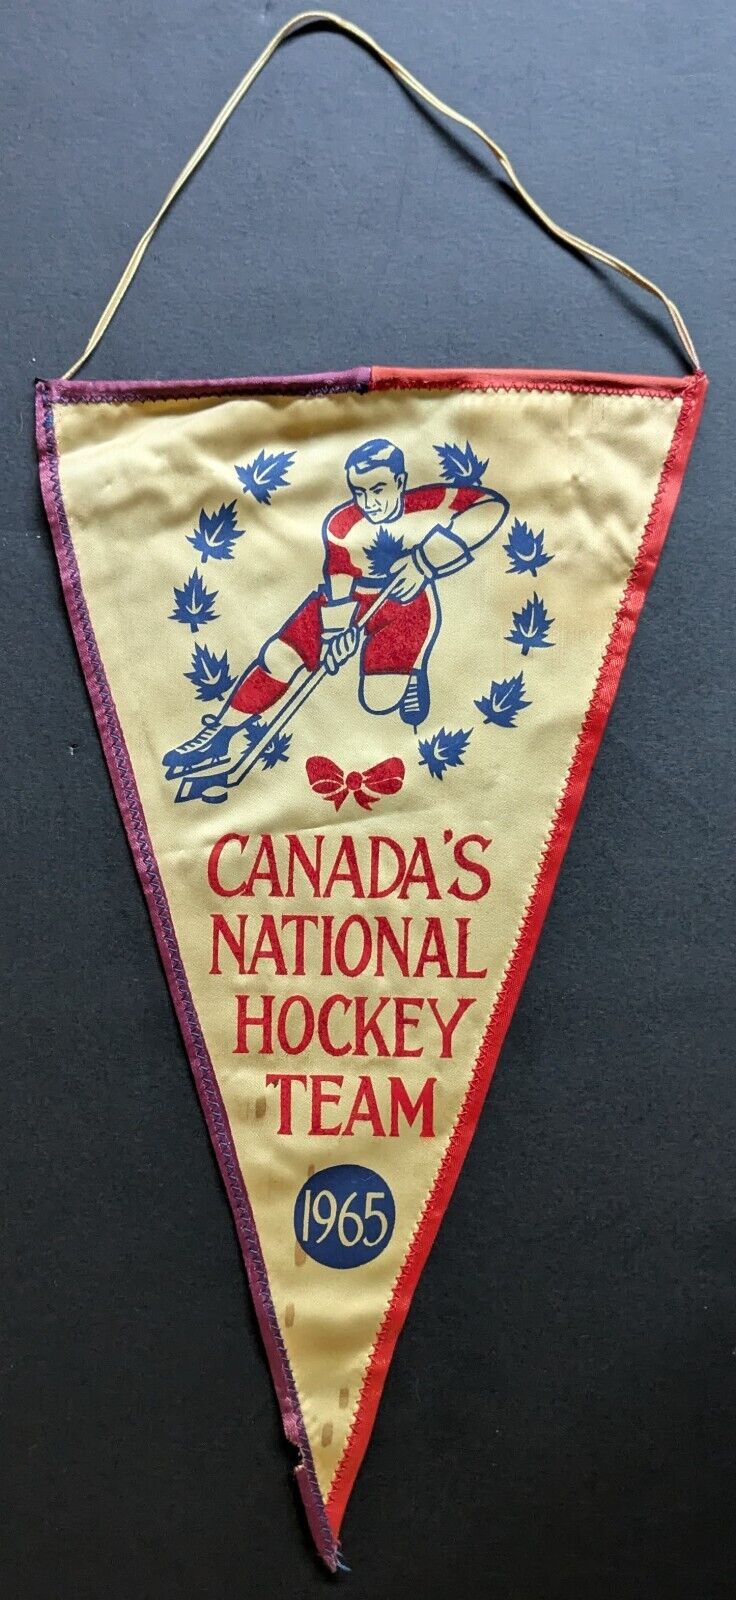 CANADA'S
NATIONAL
HOCKEY
TEAM
1965